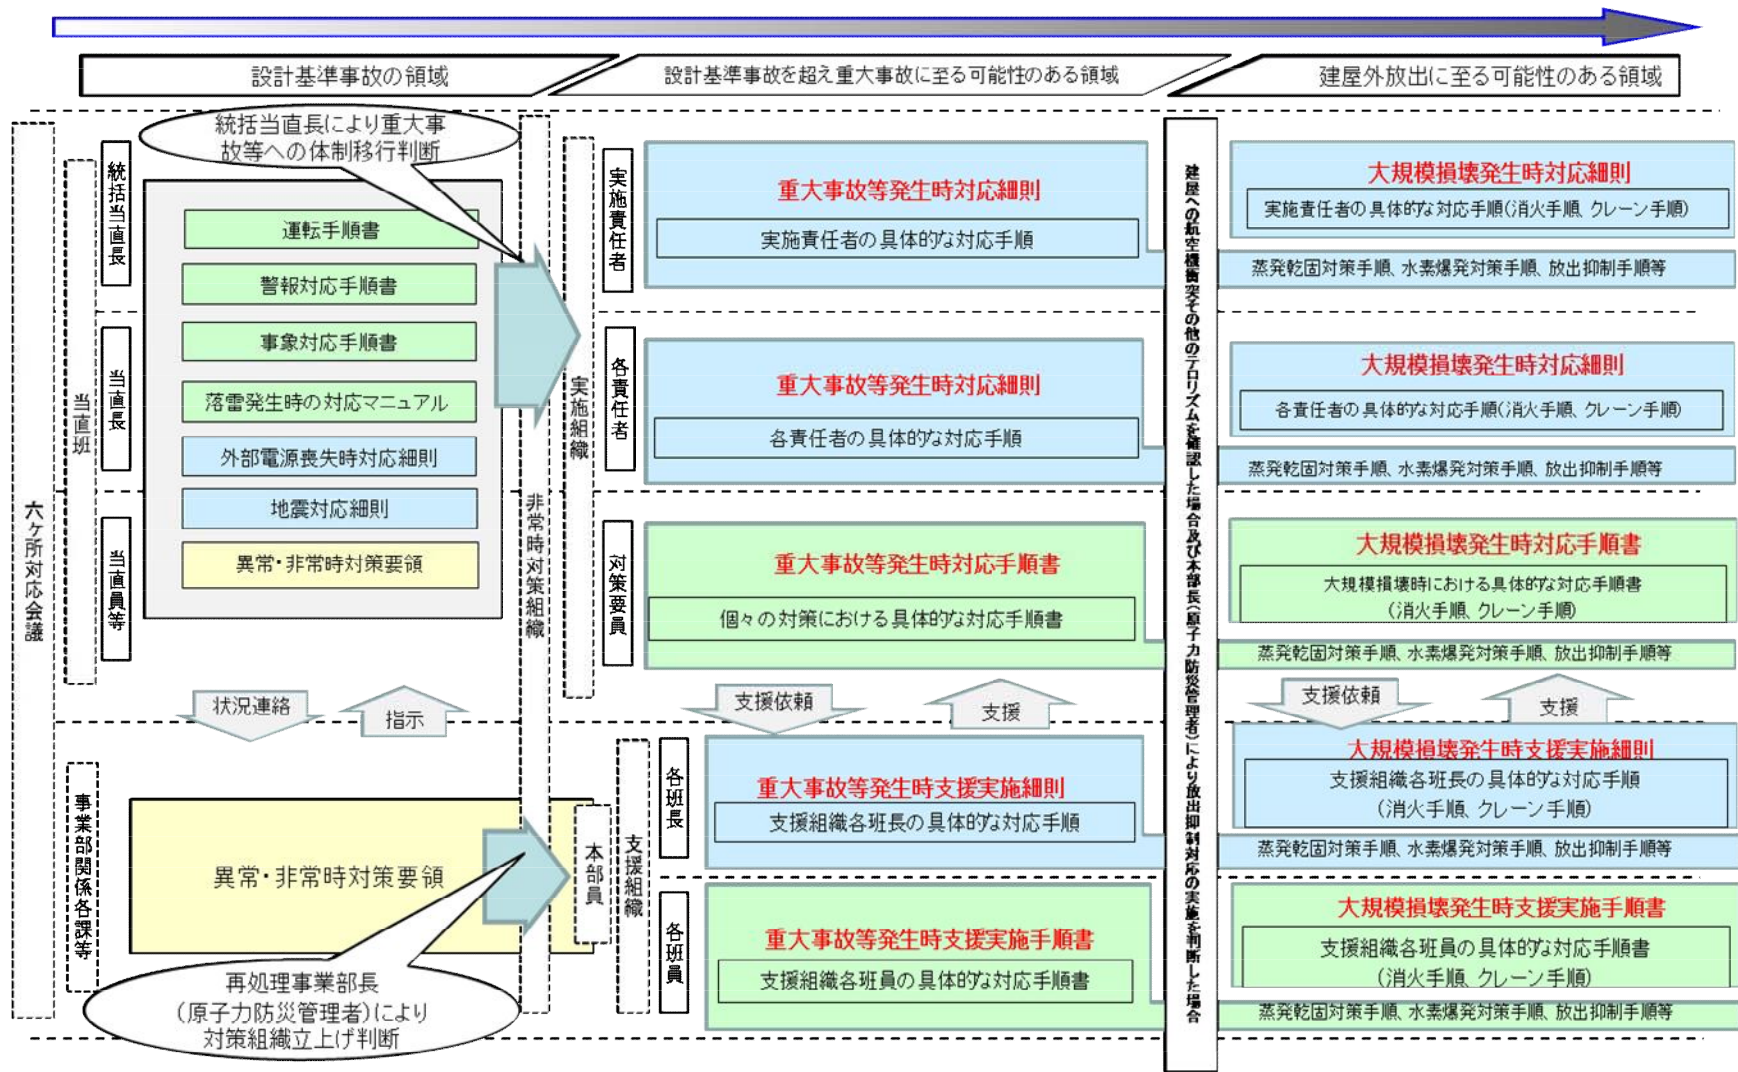 設計基準事故の領域
設計基準事故を超え重大事故に至る可能性のある領域
建屋外放出に至る可能性のある領域
六ケ所対応会議
当直班
統括当直長
当直長
当直員等
統括当直長により重大事
故等への体制移行判断
運転手順書
警報対応手順書
事象対応手順書
落雷発生時の対応マニュアル
外部電源喪失時対応細則
地震対応細則
異常・非常時対策要領
状況連絡
指示
事業部関係各課等
異常・非常時対策要領
再処理事業部長
(原子力防災管理者)により
対策組織立上げ判断
非常時対策組織
実施組織
実施責任者
重大事故等発生時対応細則
実施責任者の具体的な対応手順
各責任者
重大事故等発生時対応細則
各責任者の具体的な対応手順
対策要員
重大事故等発生時対応手順書
個々の対策における具体的な対応手順書
支援依頼
支援
本部員
支援組織
各班長
重大事故等発生時支援実施細則
支援組織各班長の具体的な対応手順
各班員
重大事故等発生時支援実施手順書
支援組織各班員の具体的な対応手順書
建屋への航空機衝突その他のテロリズムを確認した場合及び本部長(原子力防災管理者)により放出抑制対応の実施を判断した場合
大規模損壊発生時対応細則
実施責任者の具体的な対応手順(消火手順、クレーン手順)
蒸発乾固対策手順、水素爆発対策手順、放出抑制手順等
大規模損壊発生時対応細則
各責任者の具体的な対応手順(消火手順、クレーン手順)
蒸発乾固対策手順、水素爆発対策手順、放出抑制手順等
大規模損壊発生時対応手順書
大規模損壊時における具体的な対応手順書
(消火手順、クレーン手順)
蒸発乾固対策手順、水素爆発対策手順、放出抑制手順等
支援依頼
支援
大規模損壊発生時支援実施細則
支援組織各班長の具体的な対応手順
(消火手順、クレーン手順)
蒸発乾固対策手順、水素爆発対策手順、放出抑制手順等
大規模損壊発生時支援実施手順書
支援組織各班員の具体的な対応手順書
(消火手順、クレーン手順)
蒸発乾固対策手順、水素爆発対策手順、放出抑制手順等